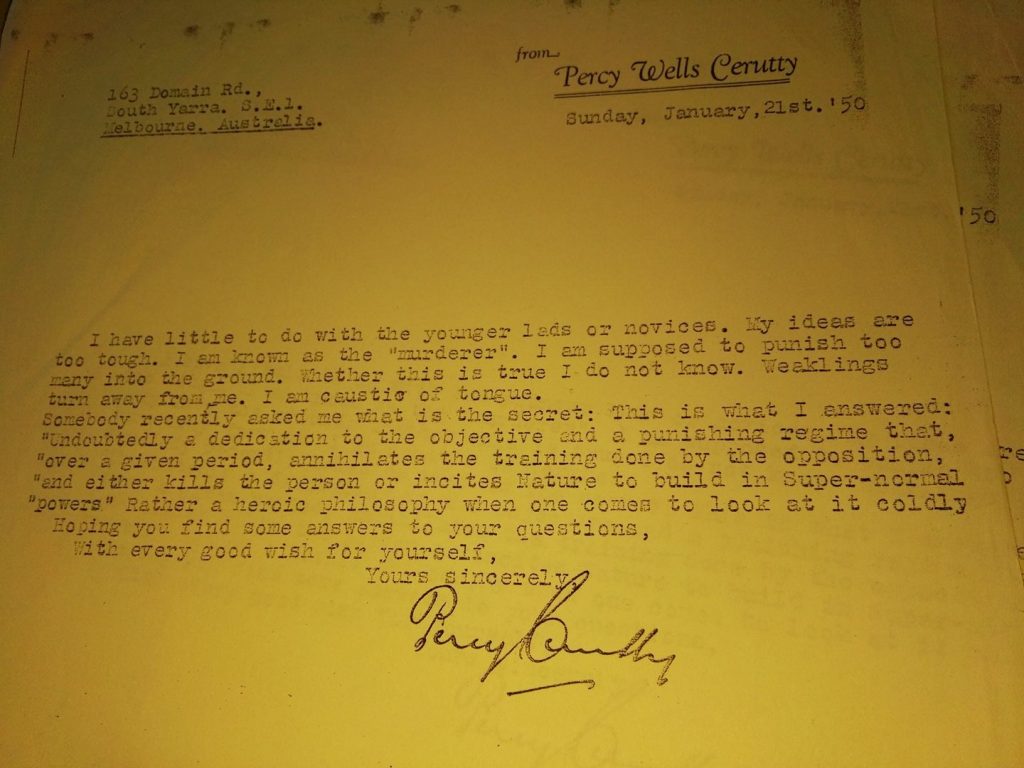 from
Percy Wells Cerutty
163 Domain Rd.,
South Yarra. S.E.1.
Melbourne. Australia.
Sunday, January, 21st. '50
'50
I have little to do with the younger lads or novices. My ideas are
too tough. I am known as the "murderer". I am supposed to punish too
many into the ground. Whether this is true I do not know. Weaklings
turn away from me. I am caustic of tongue.
Somebody recently asked me what is the secret: This is what I answered:
"Undoubtedly a dedication to the objective and a punishing regime that,
"over a given period, annihilates the training done by the opposition,
"and either kills the person or incites Nature to build in Super-normal
"powers" Rather a heroic philosophy when one comes to look at it coldly
Hoping you find some answers to your questions,
With every good wish for yourself,
Yours sincerely,
Percy Cerutty